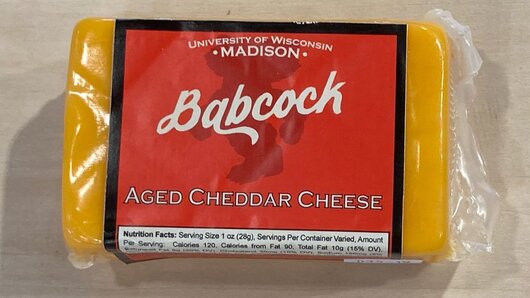 UNIVERSITY OF WISCONSIN
• MADISON •
Babcock
AGED CHEDDAR CHEESE
Nutrition Facts: Serving Size 1 oz (28g), Servings Per Container Varied, Amount
Per Serving: Calories 120, Calories from Fat 90, Total Fat 10g (15% DV),